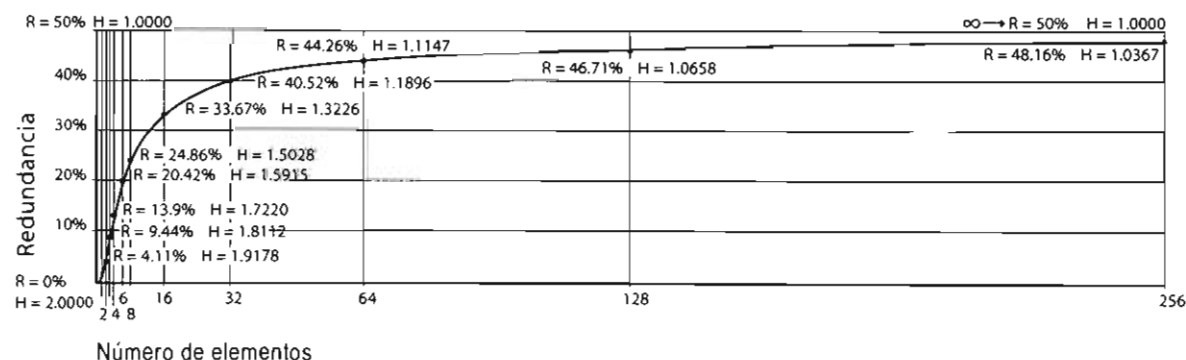 R = 50% H = 1.0000
∞→ R = 50% H = 1.0000
R = 44.26% H = 1.1147
R = 48.16% H = 1.0367
R = 46.71% H = 1.0658
40%
R = 40.52% H = 1.1896
R = 33.67% H = 1.3226
30%
R = 24.86% H = 1.5028
20%
R = 20.42% H = 1.5915
R = 13.9% H = 1.7220
10%
R = 9.44% H = 1.8112
R = 4.11% H = 1.9178
Redundancia
R = 0%
H = 2.0000
2 4 6 8 16 32 64 128 256
Número de elementos